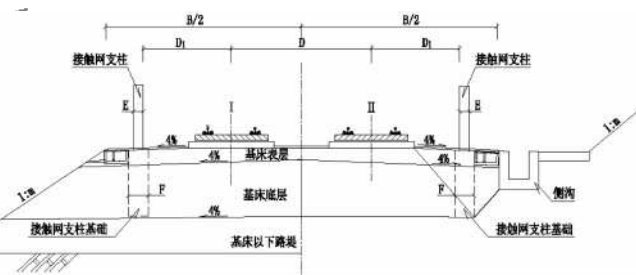 B/2 B/2
D₁ D D₁
接触网支柱 接触网支柱
I II
E E
4% 4%
1:m
基床表层
4%
1:m
F F
基床底层
侧沟
4%
接触网支柱基础 接触网支柱基础
基床以下路堤